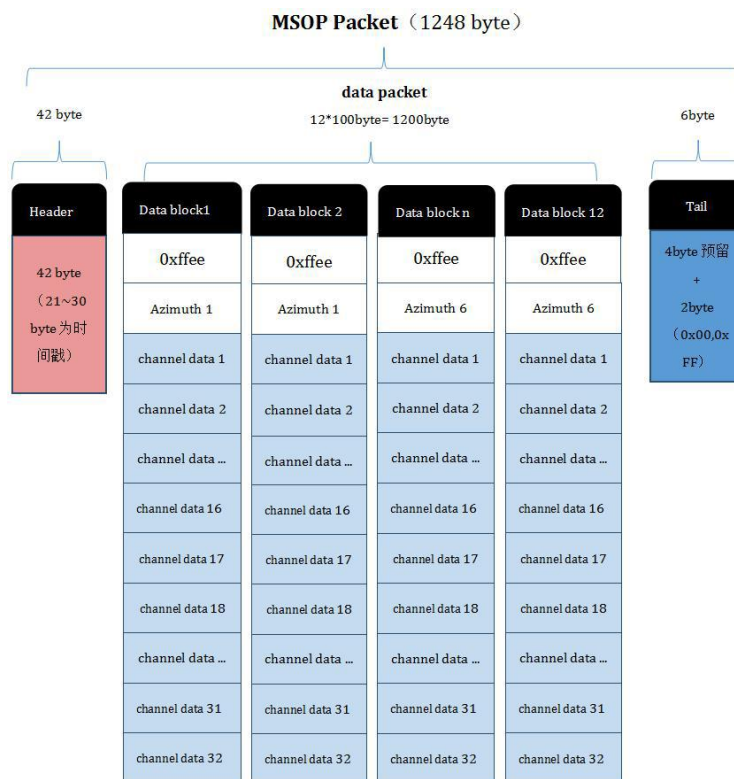 MSOP Packet（1248 byte）
data packet
42 byte
12*100byte= 1200byte
6byte
Header
Data block1
Data block 2
Data block n
Data block 12
Tail
42 byte
（21~30
byte 为时
间戳）
0xffee
Azimuth 1
channel data 1
channel data 2
channel data ...
channel data 16
channel data 17
channel data 18
channel data ...
channel data 31
channel data 32
0xffee
Azimuth 1
channel data 1
channel data 2
channel data ...
channel data 16
channel data 17
channel data 18
channel data ...
channel data 31
channel data 32
0xffee
Azimuth 6
channel data 1
channel data 2
channel data ...
channel data 16
channel data 17
channel data 18
channel data ...
channel data 31
channel data 32
0xffee
Azimuth 6
channel data 1
channel data 2
channel data ...
channel data 16
channel data 17
channel data 18
channel data ...
channel data 31
channel data 32
4byte 预留
+
2byte
（0x00,0x
FF）